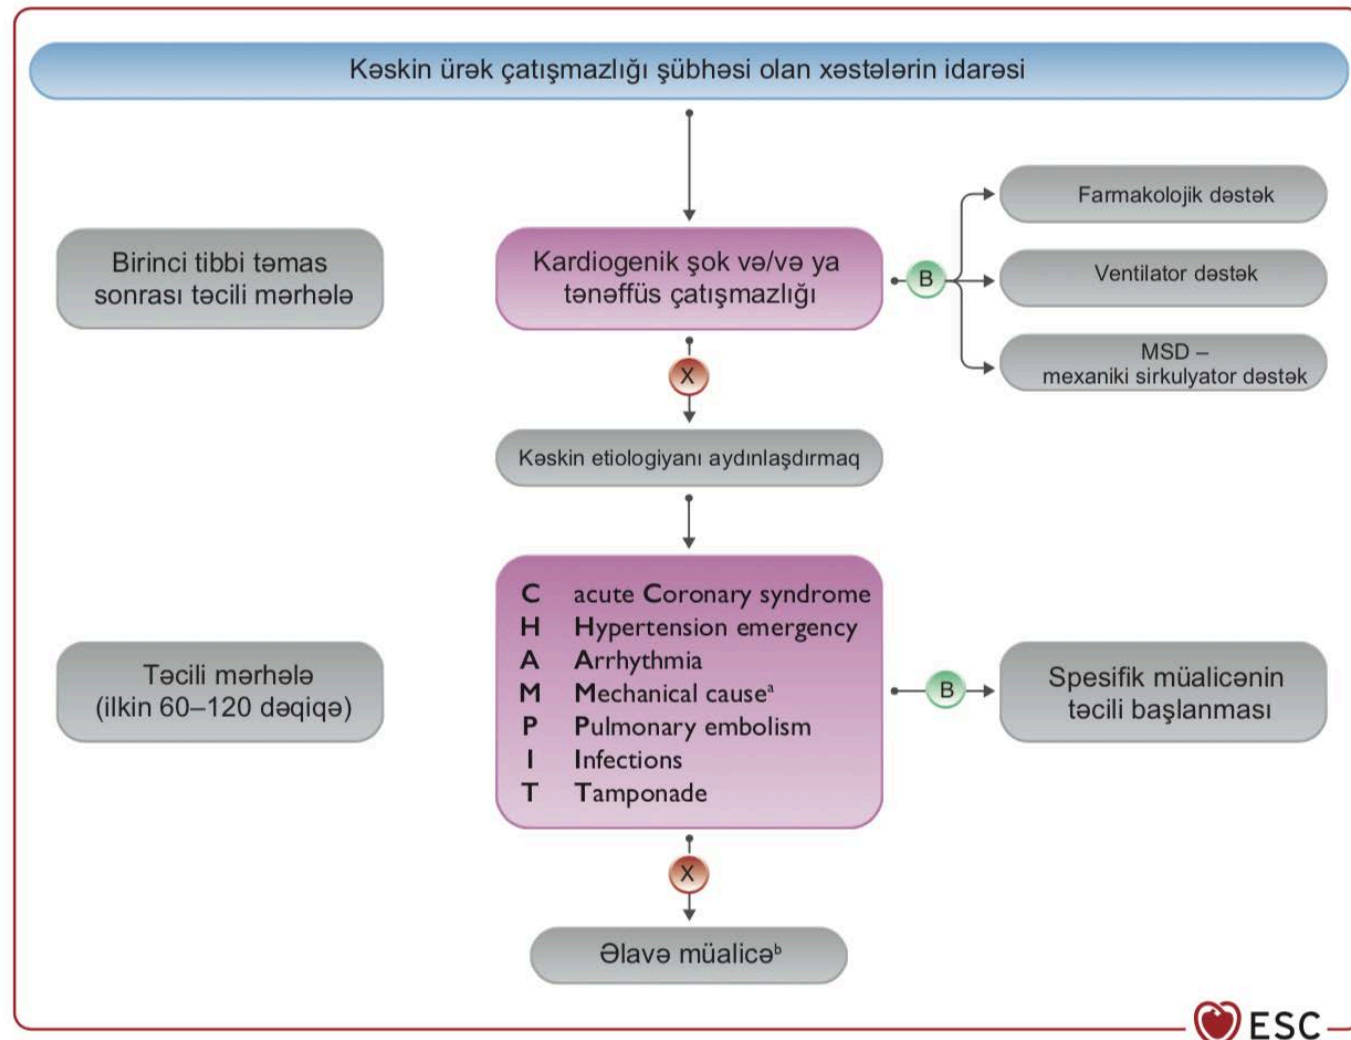 Kəskin ürək çatışmazlığı şübhəsi olan xəstələrin idarəsi
Birinci tibbi təmas
sonrası təcili mərhələ
Kardiogenik şok və/və ya
tənəffüs çatışmazlığı
B
Farmakolojik dəstək
Ventilator dəstək
MSD –
mexaniki sirkulyator dəstək
X
Kəskin etiologiyanı aydınlaşdırmaq
Təcili mərhələ
(ilkin 60–120 dəqiqə)
C acute Coronary syndrome
H Hypertension emergency
A Arrhythmia
M Mechanical causeᵃ
P Pulmonary embolism
I Infections
T Tamponade
B
Spesifik müalicənin
təcili başlanması
X
Əlavə müalicəᵇ
ESC